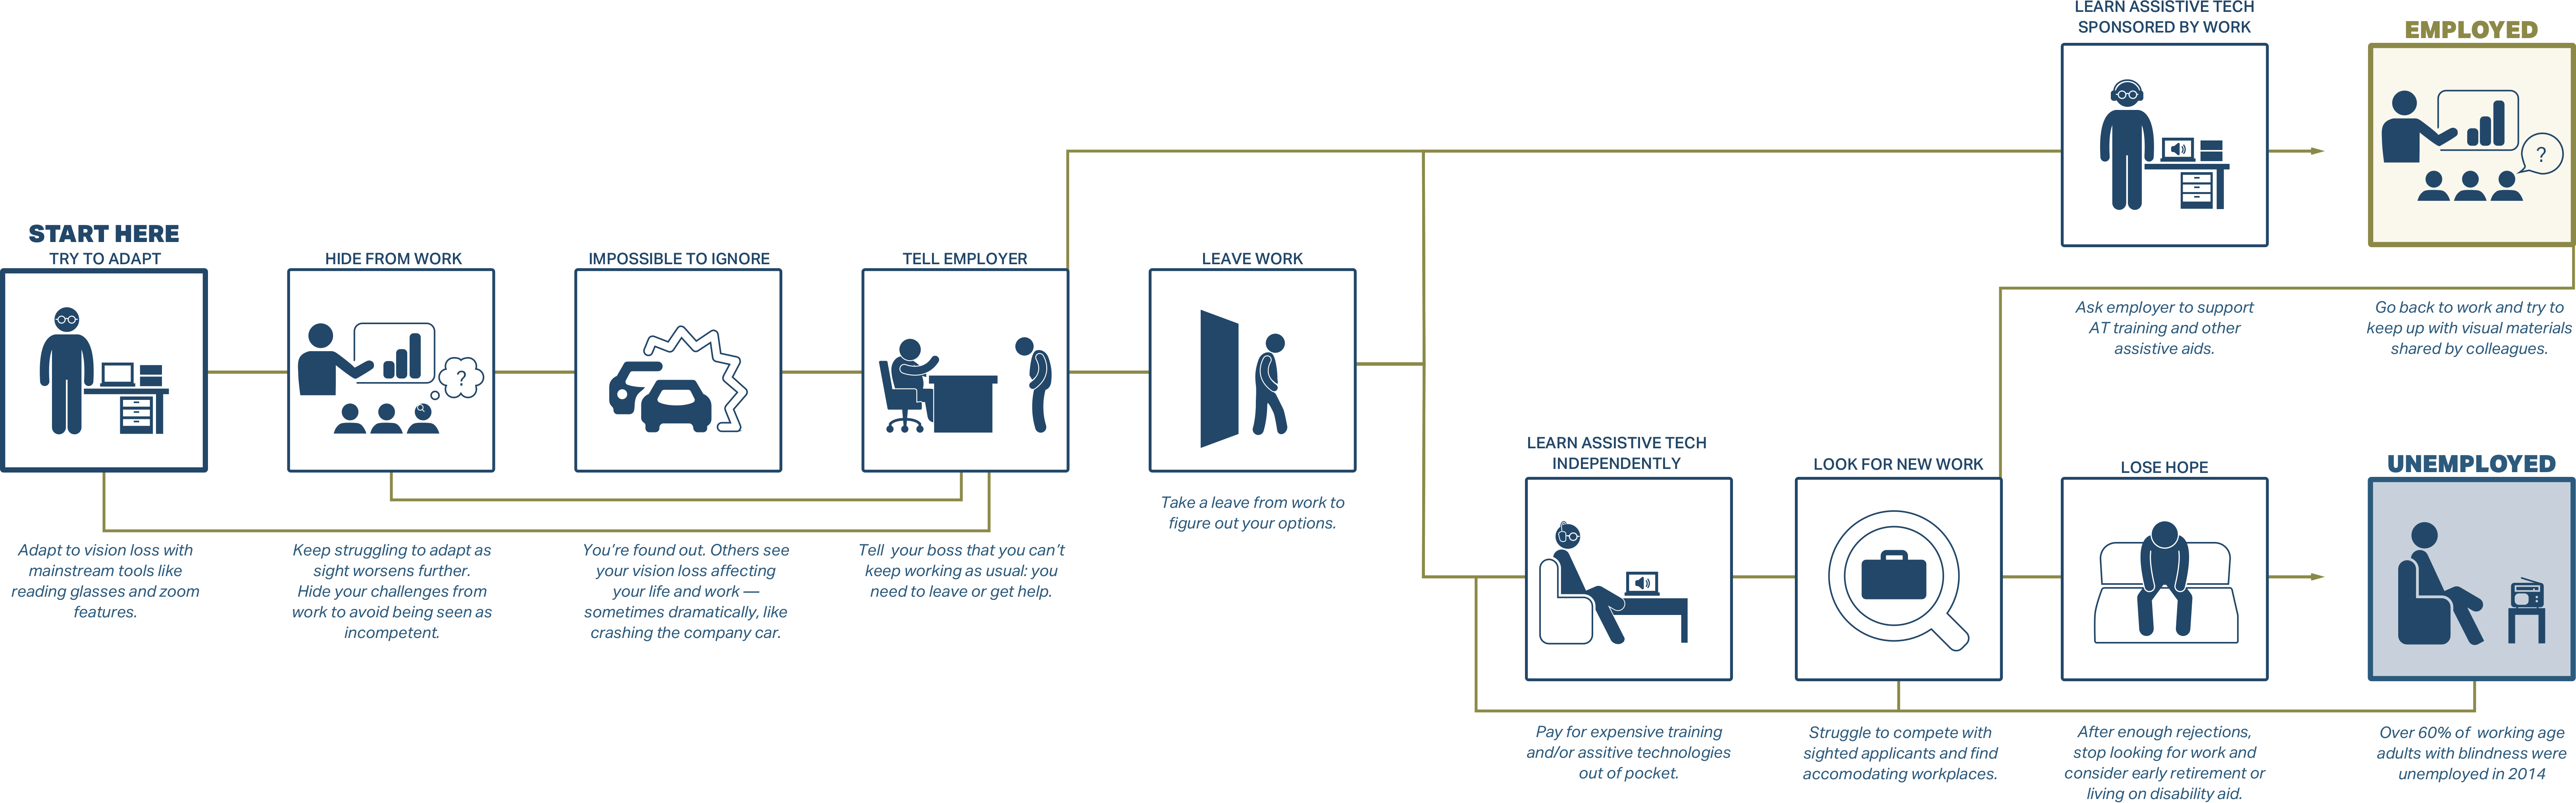 LEARN ASSISTIVE TECH
SPONSORED BY WORK
EMPLOYED
?
Ask employer to support
AT training and other
assistive aids.
Go back to work and try to
keep up with visual materials
shared by colleagues.
START HERE
TRY TO ADAPT
HIDE FROM WORK
IMPOSSIBLE TO IGNORE
TELL EMPLOYER
LEAVE WORK
?
Adapt to vision loss with
mainstream tools like
reading glasses and zoom
features.
Keep struggling to adapt as
sight worsens further.
Hide your challenges from
work to avoid being seen as
incompetent.
You're found out. Others see
your vision loss affecting
your life and work —
sometimes dramatically, like
crashing the company car.
Tell your boss that you can't
keep working as usual: you
need to leave or get help.
Take a leave from work to
figure out your options.
LEARN ASSISTIVE TECH
INDEPENDENTLY
LOOK FOR NEW WORK
LOSE HOPE
UNEMPLOYED
Pay for expensive training
and/or assitive technologies
out of pocket.
Struggle to compete with
sighted applicants and find
accomodating workplaces.
After enough rejections,
stop looking for work and
consider early retirement or
living on disability aid.
Over 60% of working age
adults with blindness were
unemployed in 2014